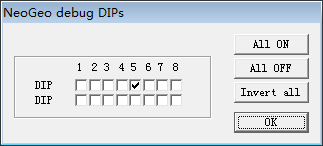 NeoGeo debug DIPs
All ON
1 2 3 4 5 6 7 8
All OFF
DIP
Invert all
DIP
OK